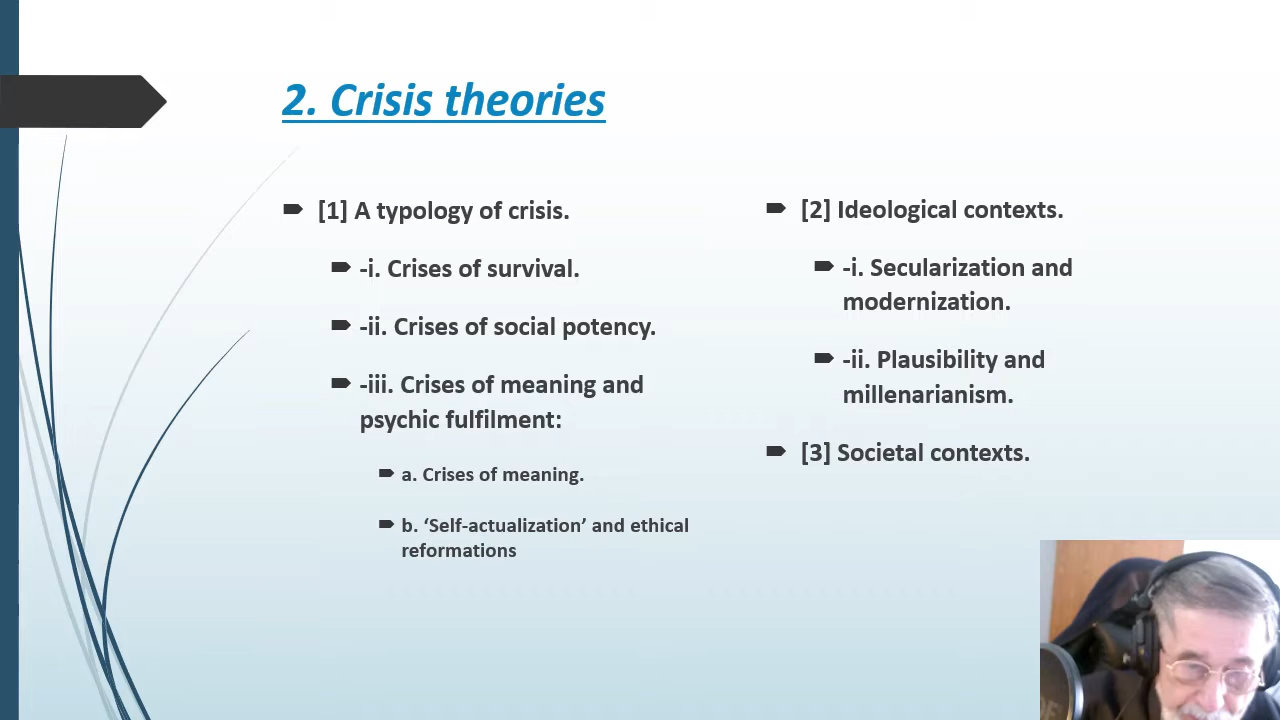 2. Crisis theories
[1] A typology of crisis.
-i. Crises of survival.
-ii. Crises of social potency.
-iii. Crises of meaning and
psychic fulfilment:
a. Crises of meaning.
b. ‘Self-actualization’ and ethical
reformations
[2] Ideological contexts.
-i. Secularization and
modernization.
-ii. Plausibility and
millenarianism.
[3] Societal contexts.